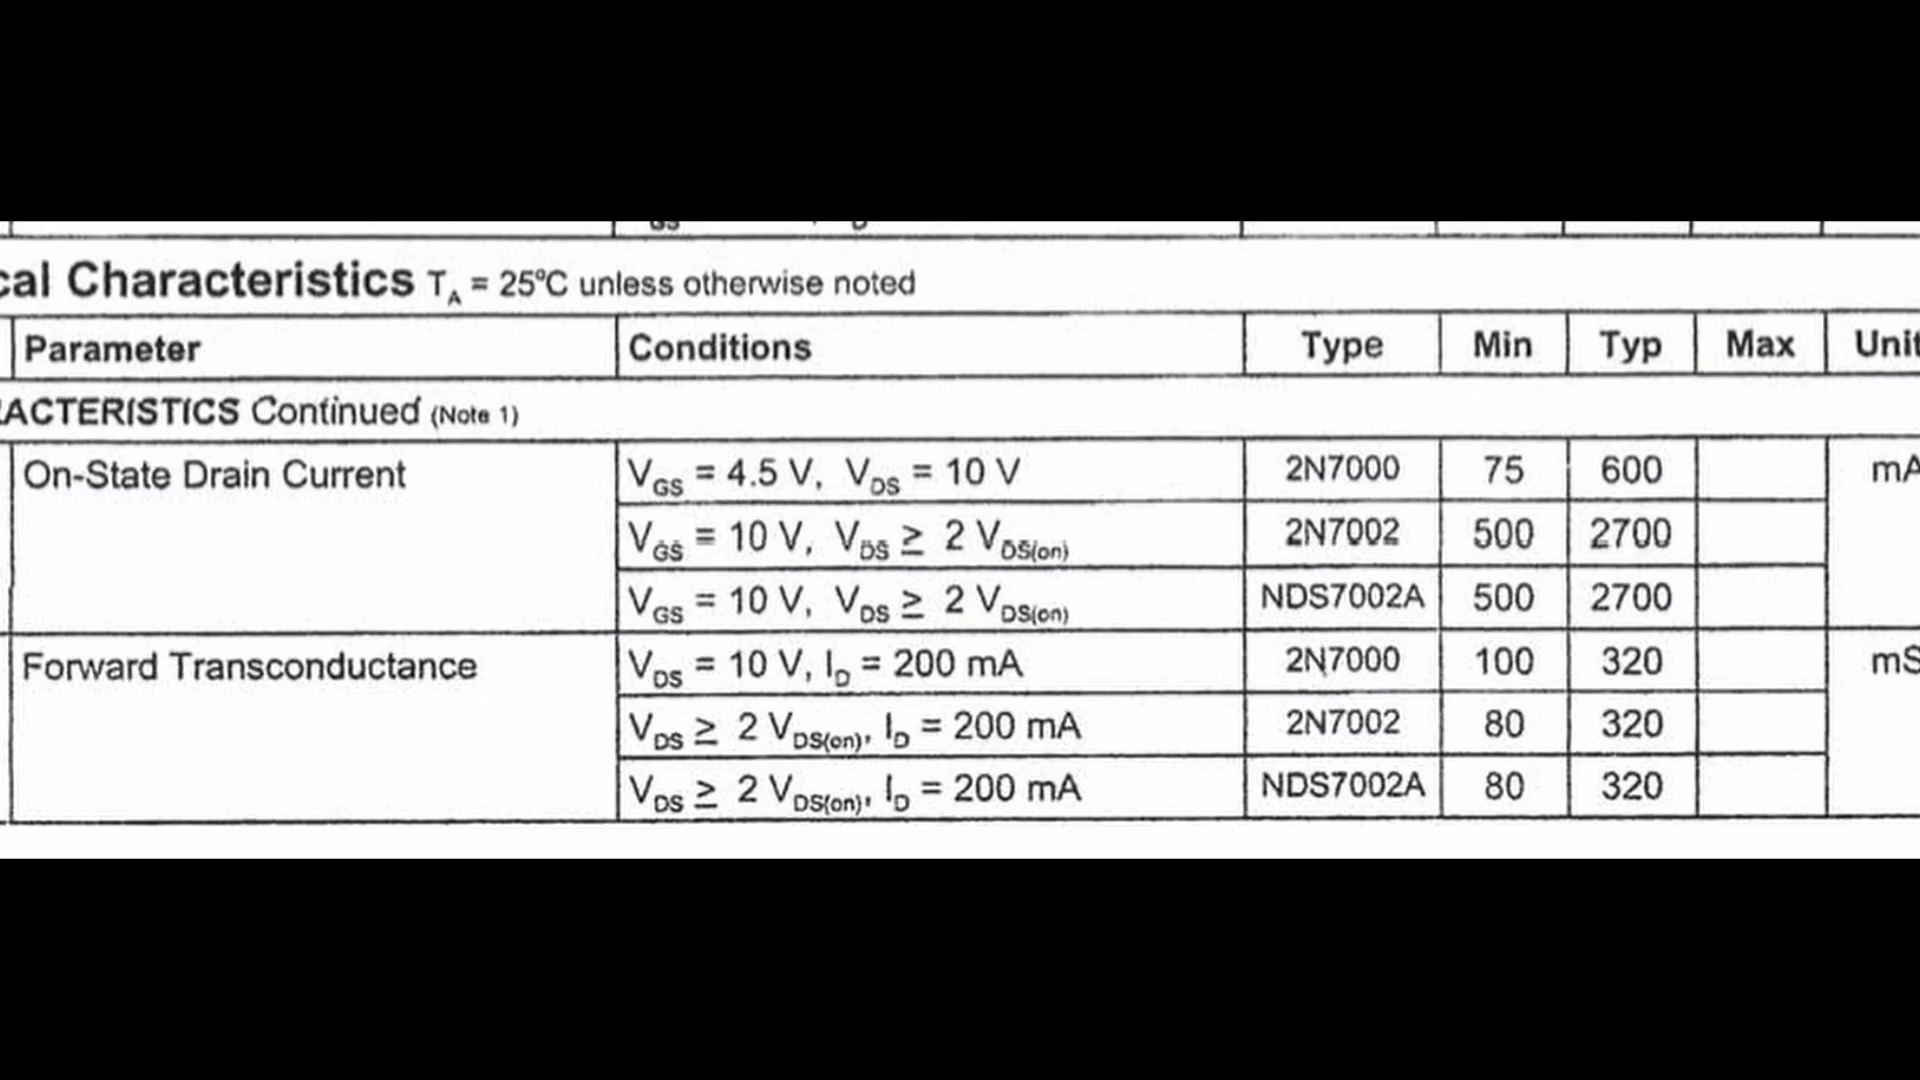 cal Characteristics TA = 25°C unless otherwise noted
Parameter Conditions Type Min Typ Max Unit
ACTERISTICS Continued (Note 1)
On-State Drain Current VGS = 4.5 V, VDS = 10 V 2N7000 75 600 mA
VGS = 10 V, VDS ≥ 2 VDS(on) 2N7002 500 2700
VGS = 10 V, VDS ≥ 2 VDS(on) NDS7002A 500 2700
Forward Transconductance VDS = 10 V, ID = 200 mA 2N7000 100 320 mS
VDS ≥ 2 VDS(on), ID = 200 mA 2N7002 80 320
VDS ≥ 2 VDS(on), ID = 200 mA NDS7002A 80 320